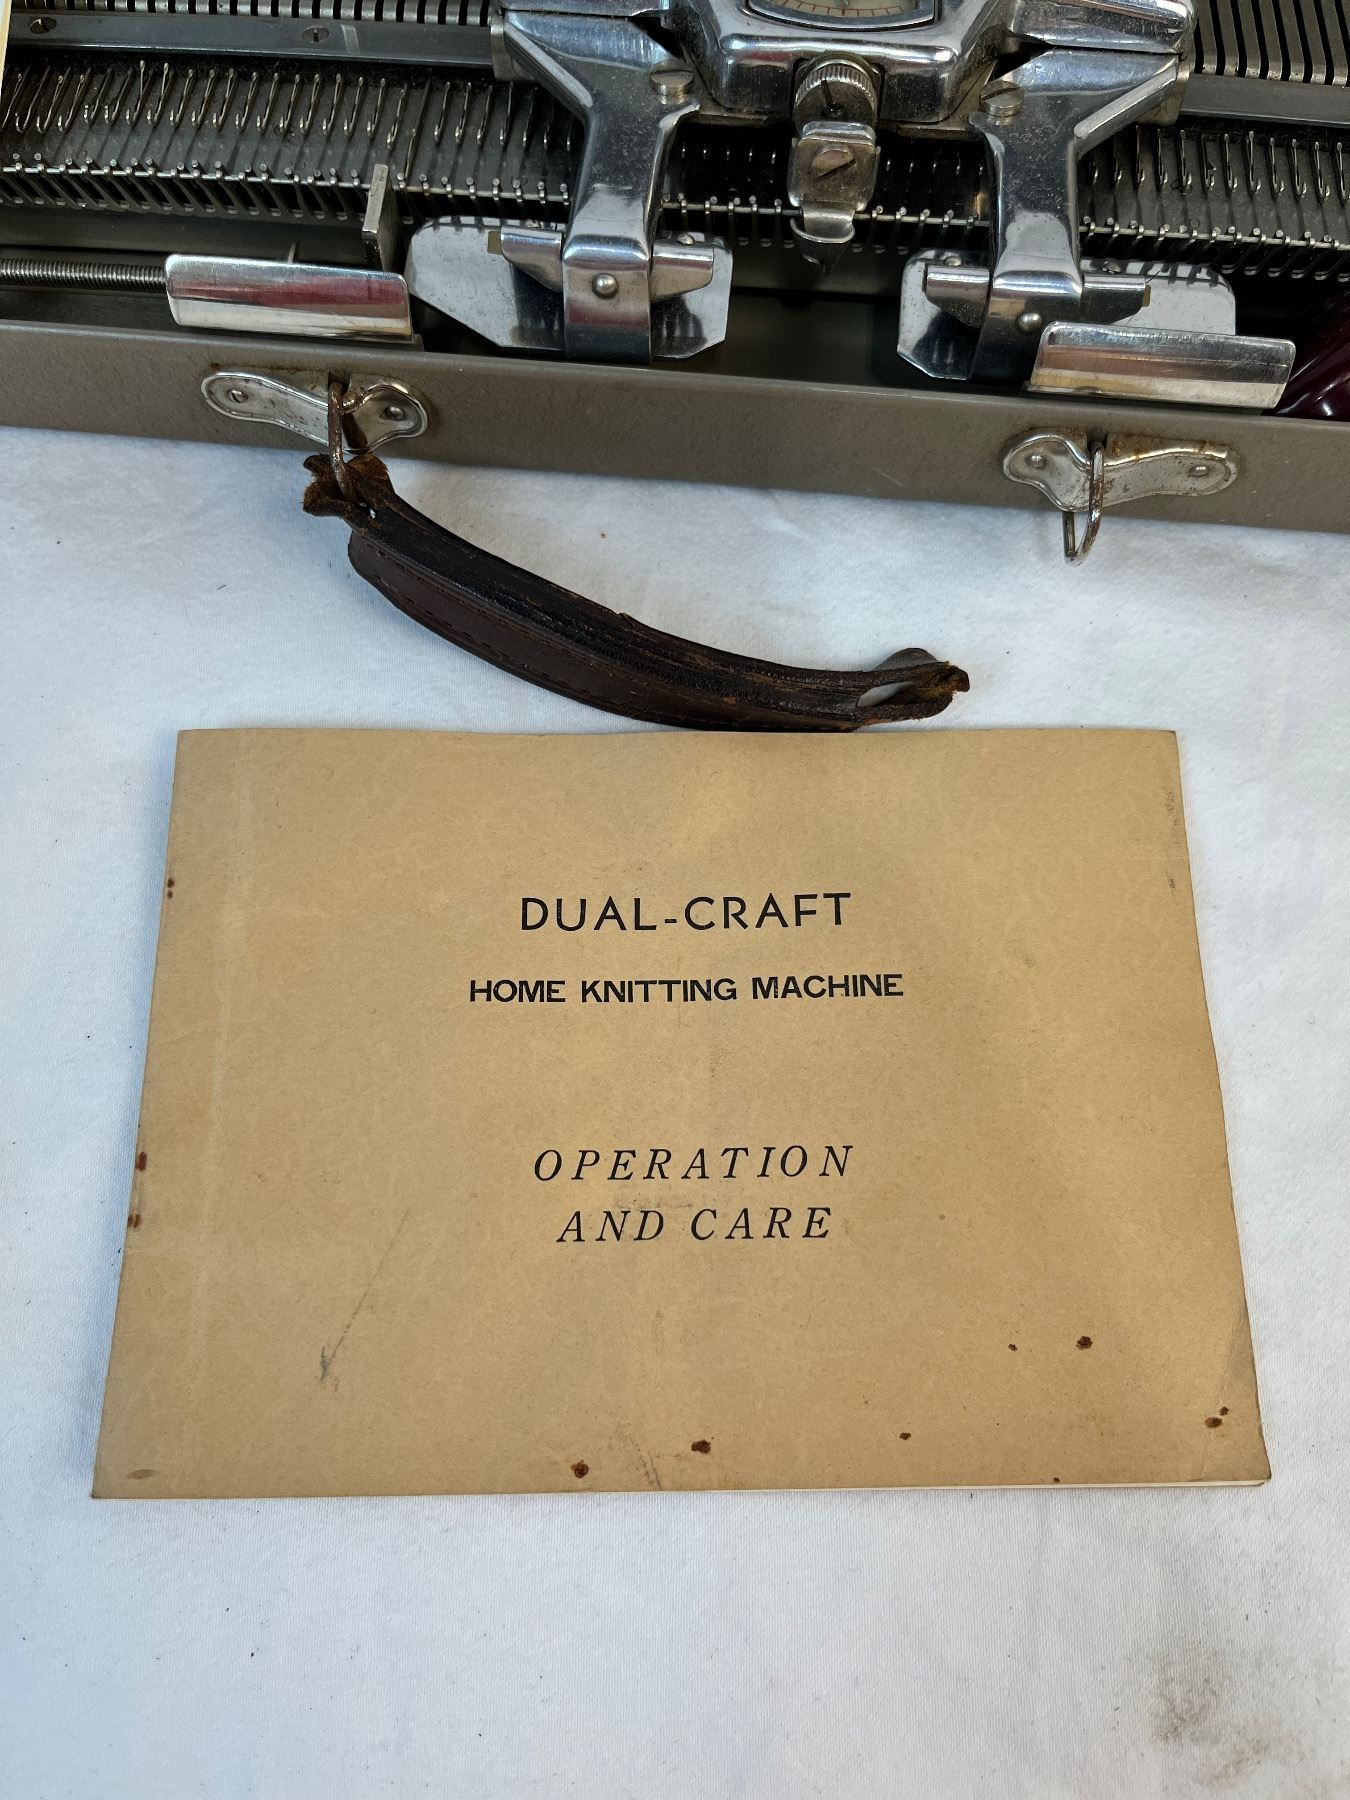 DUAL-CRAFT
HOME KNITTING MACHINE
OPERATION
AND CARE